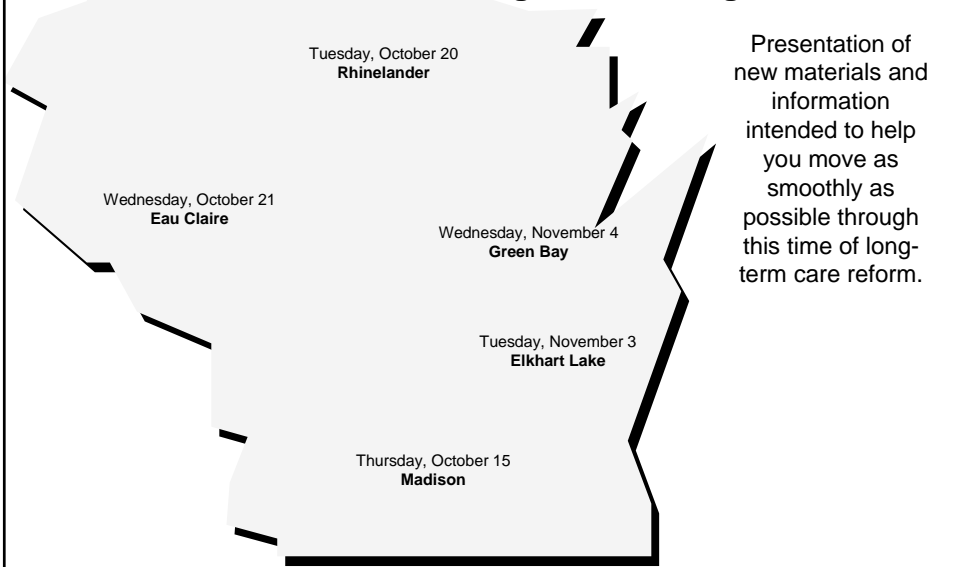 Tuesday, October 20
Rhinelander
Wednesday, October 21
Eau Claire
Wednesday, November 4
Green Bay
Tuesday, November 3
Elkhart Lake
Thursday, October 15
Madison
Presentation of
new materials and
information
intended to help
you move as
smoothly as
possible through
this time of long-
term care reform.